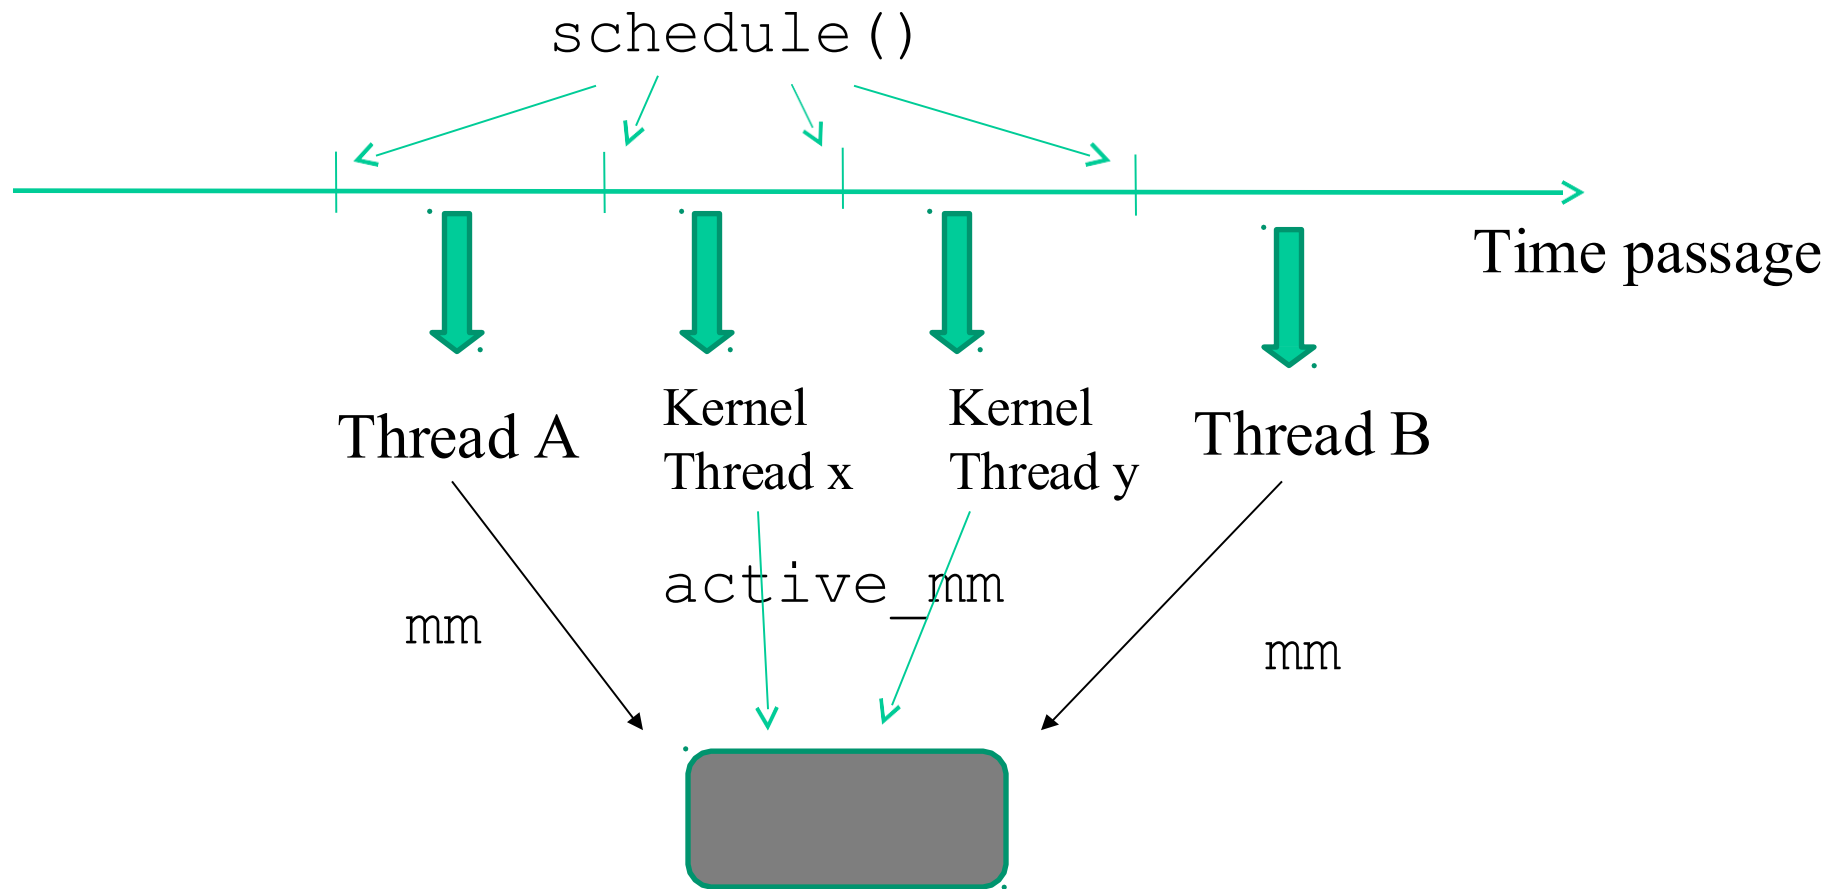 schedule()
Time passage
Thread A
Kernel
Thread x
Kernel
Thread y
Thread B
active_mm
mm
mm